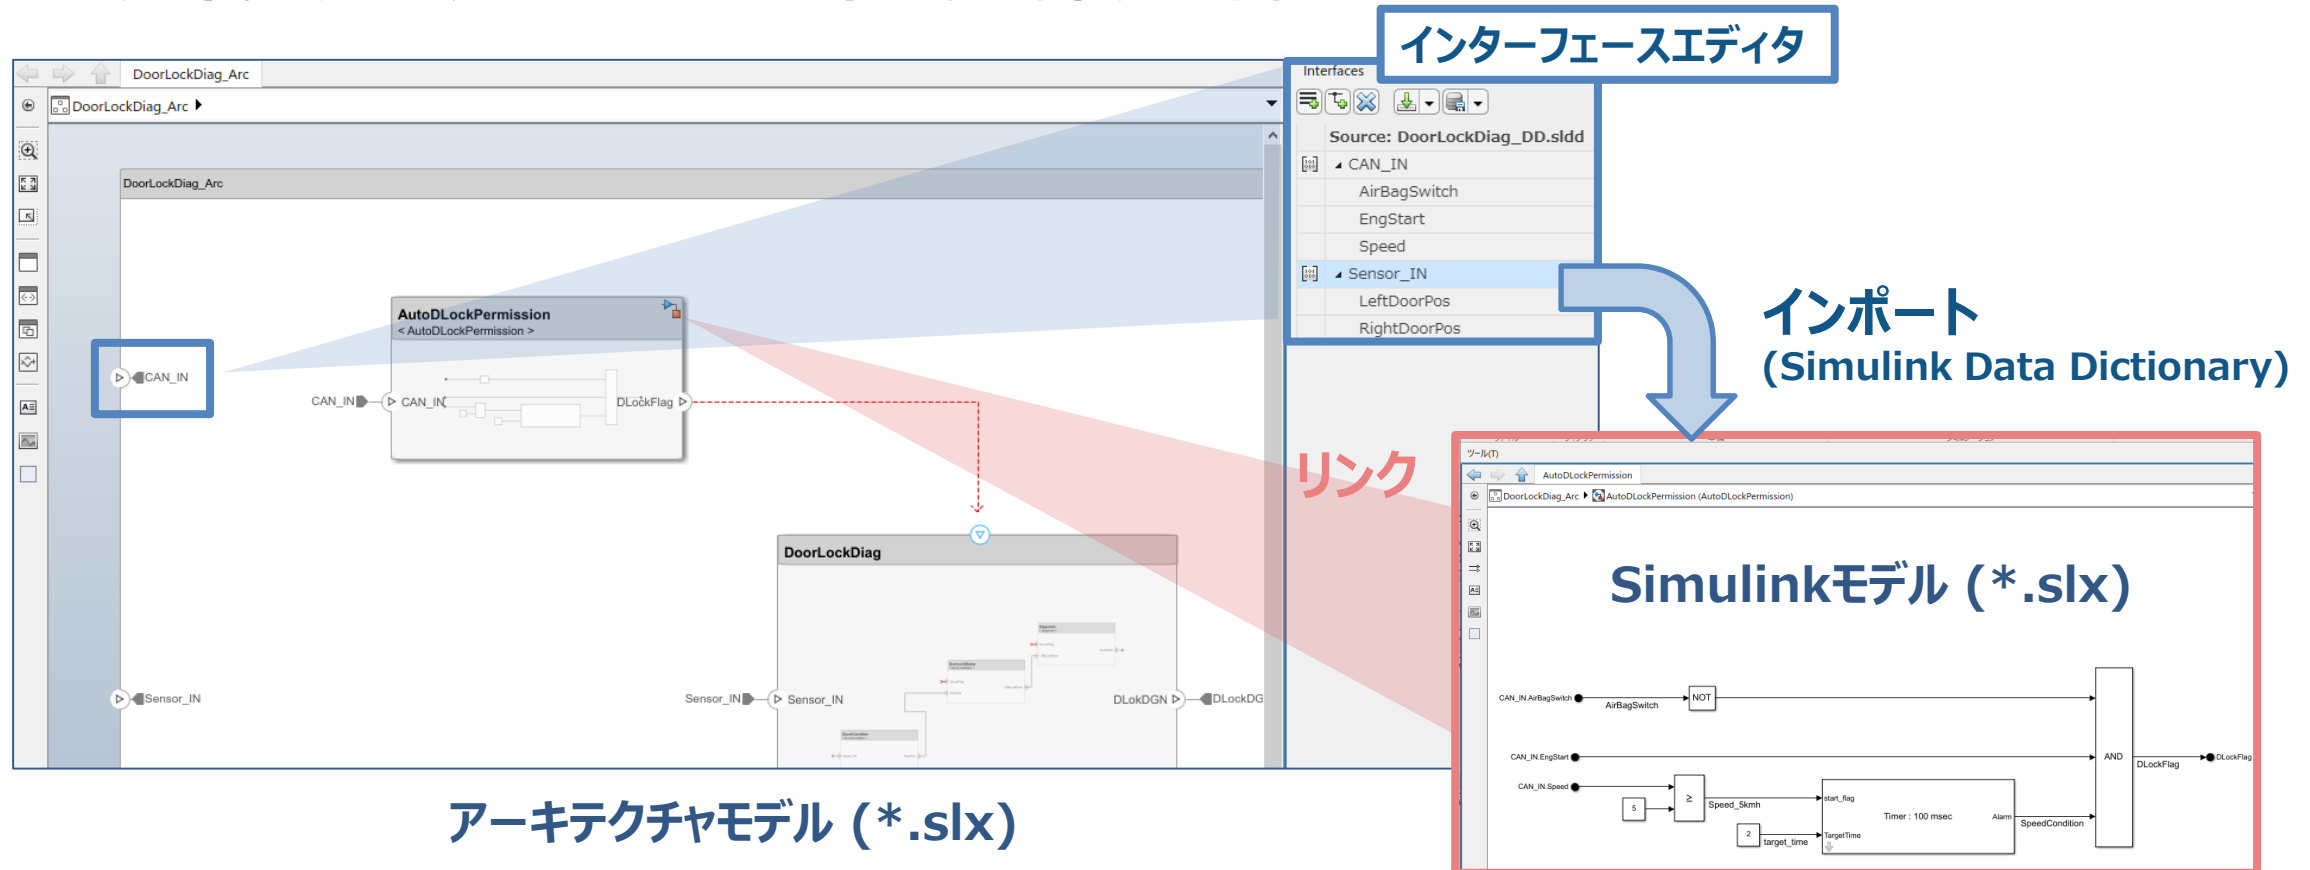 インターフェースエディタ
DoorLockDiag_Arc
DoorLockDiag_Arc
Interfaces
Source: DoorLockDiag_DD.sldd
CAN_IN
AirBagSwitch
EngStart
Speed
Sensor_IN
LeftDoorPos
RightDoorPos
DoorLockDiag_Arc
AutoDLockPermission
< AutoDLockPermission >
CAN_IN
CAN_IN
CAN_IN
DLockFlag
DoorLockDiag
Sensor_IN
Sensor_IN
Sensor_IN
DLokDGN
DLockDG
インポート
(Simulink Data Dictionary)
リンク
ツール(T)
AutoDLockPermission
DoorLockDiag_Arc
AutoDLockPermission (AutoDLockPermission)
Simulinkモデル (*.slx)
CAN_IN.AirBagSwitch
AirBagSwitch
NOT
CAN_IN.EngStart
AND
DLockFlag
DLockFlag
CAN_IN.Speed
5
≥
Speed_5kmh
start_flag
Timer : 100 msec
Alarm
SpeedCondition
2
target_time
TargetTime
アーキテクチャモデル (*.slx)